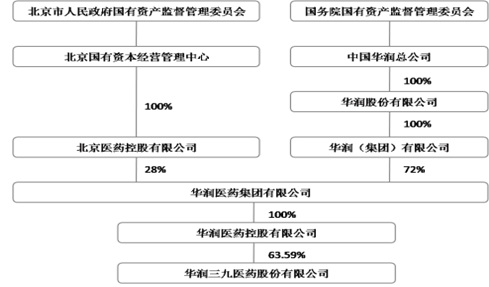 北京市人民政府国有资产监督管理委员会
国务院国有资产监督管理委员会
北京国有资本经营管理中心
中国华润总公司
100%
华润股份有限公司
100%
100%
北京医药控股有限公司
华润（集团）有限公司
28%
72%
华润医药集团有限公司
100%
华润医药控股有限公司
63.59%
华润三九医药股份有限公司